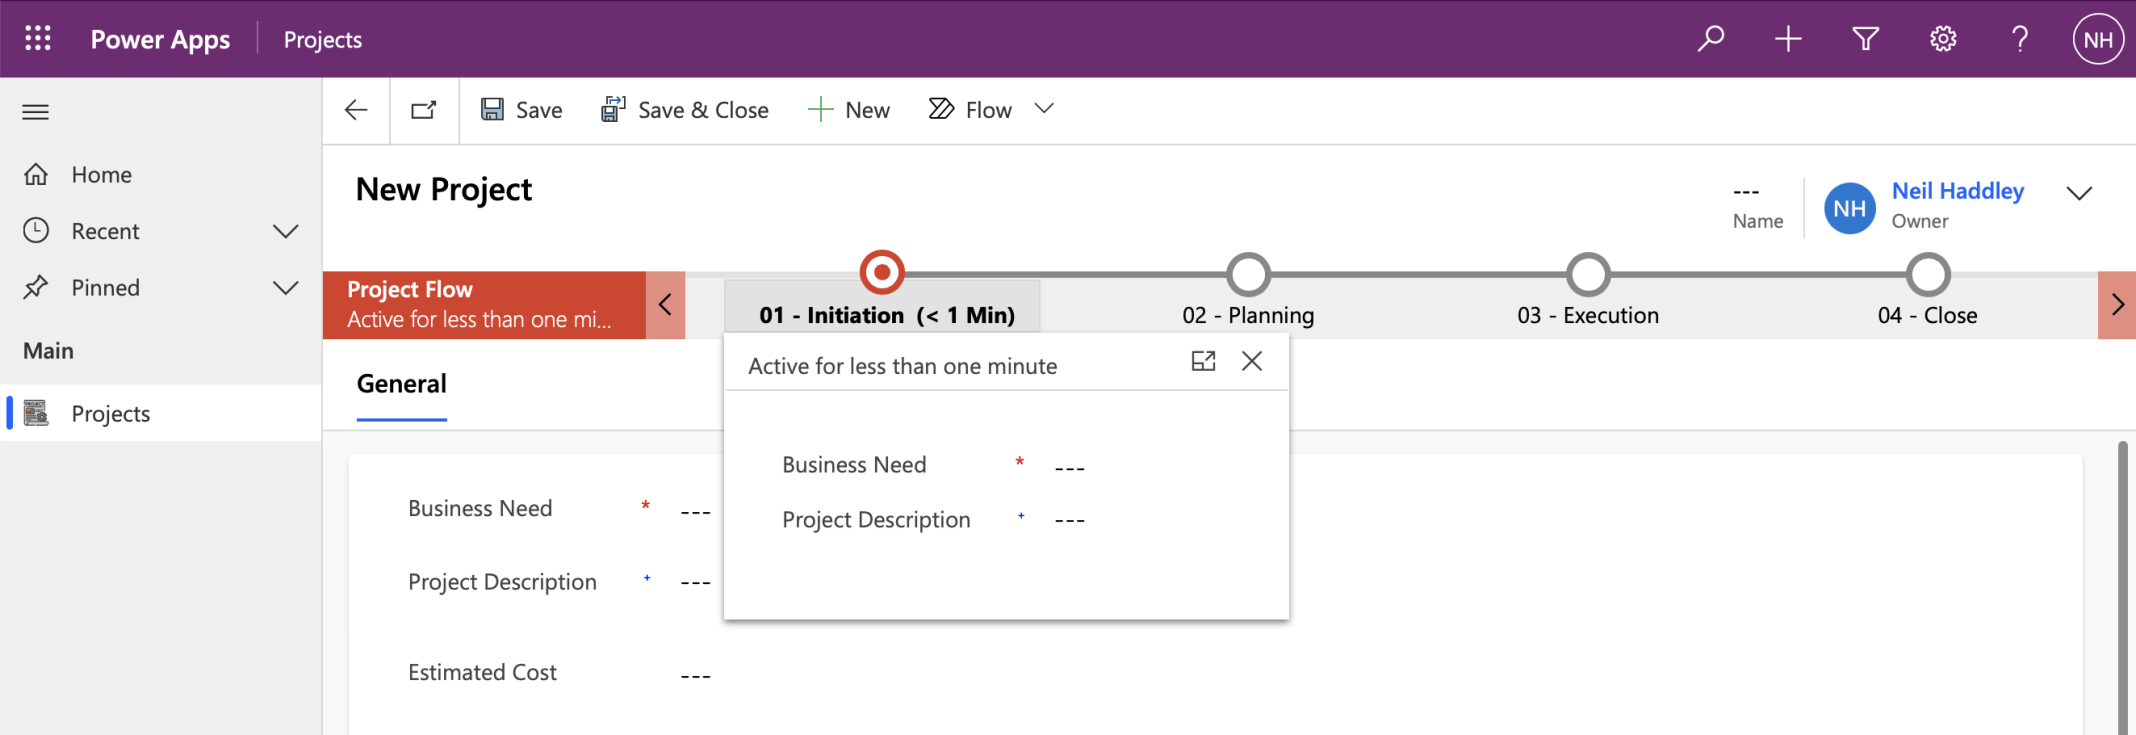 Power Apps
Projects
NH
Save
Save & Close
New
Flow
Home
Recent
Pinned
Main
Projects
New Project
---
Name
NH
Neil Haddley
Owner
Project Flow
Active for less than one mi...
01 - Initiation (< 1 Min)
02 - Planning
03 - Execution
04 - Close
General
Active for less than one minute
Business Need * ---
Project Description + ---
Business Need * ---
Project Description + ---
Estimated Cost ---